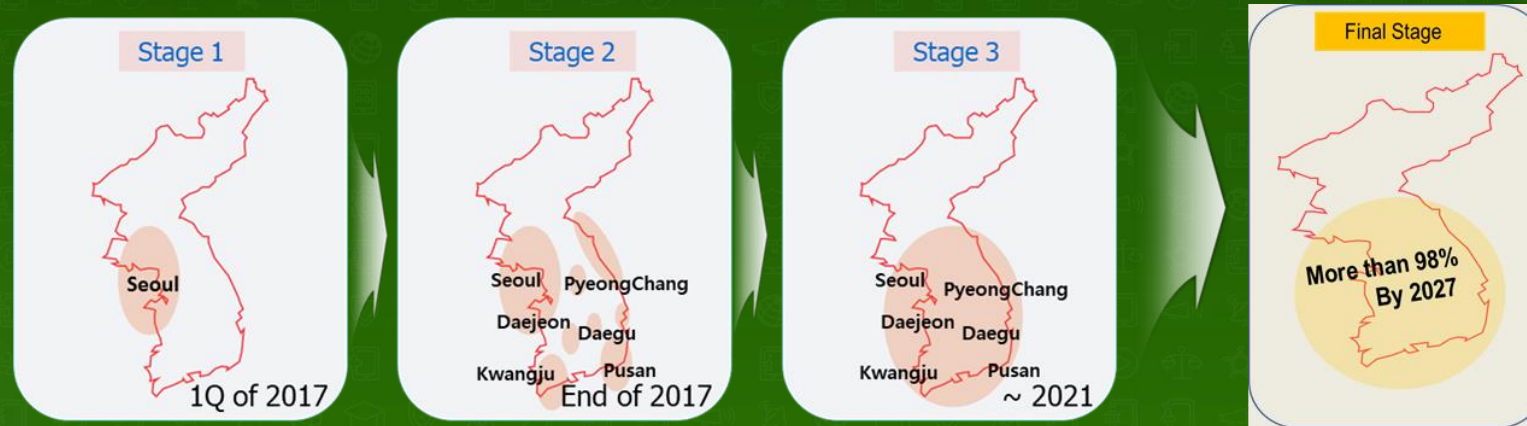 Stage 1
Seoul
1Q of 2017
Stage 2
Seoul
PyeongChang
Daejeon
Daegu
Kwangju
Pusan
End of 2017
Stage 3
Seoul
PyeongChang
Daejeon
Daegu
Kwangju
Pusan
~ 2021
Final Stage
More than 98%
By 2027